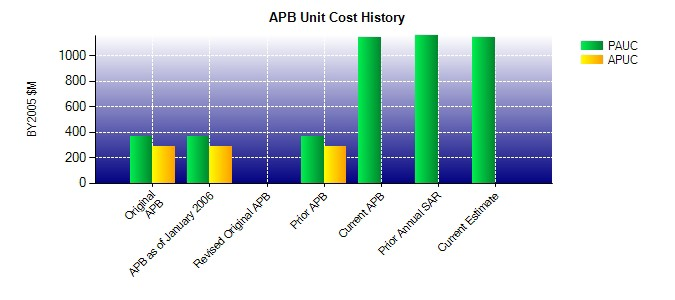 APB Unit Cost History
BY2005 $M
1000
800
600
400
200
0
Original
APB
APB as of January 2006
Revised Original APB
Prior APB
Current APB
Prior Annual SAR
Current Estimate
PAUC
APUC